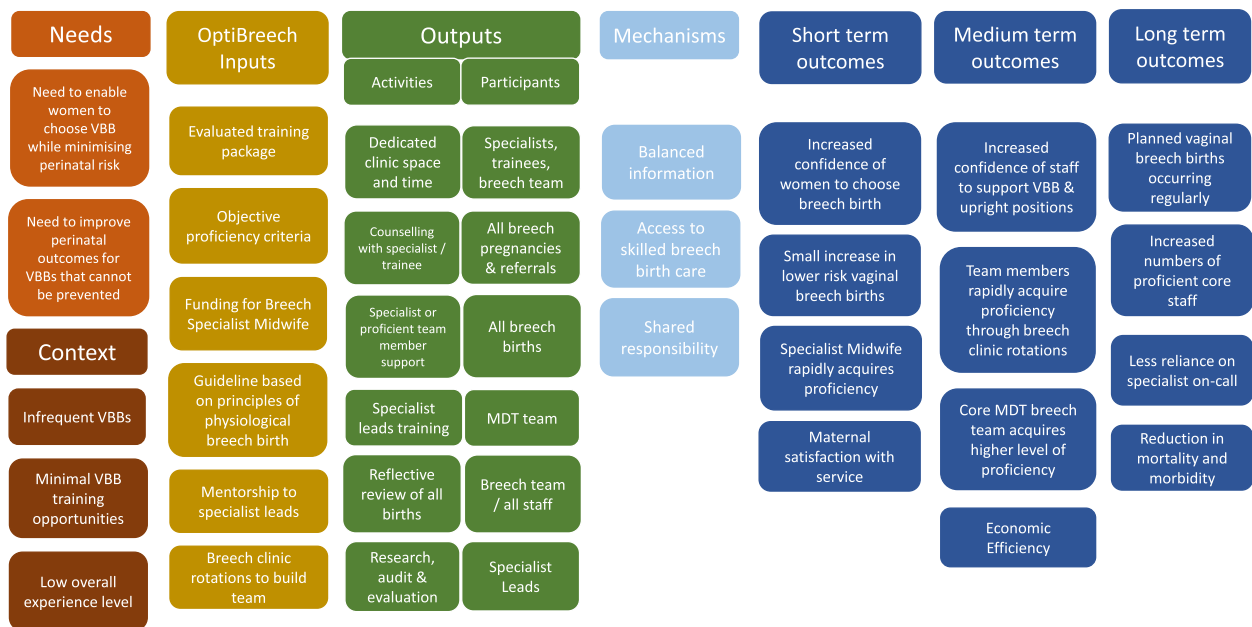 Needs
Need to enable
women to
choose VBB
while minimising
perinatal risk
Need to improve
perinatal
outcomes for
VBBs that cannot
be prevented
Context
Infrequent VBBs
Minimal VBB
training
opportunities
Low overall
experience level
OptiBreech
Inputs
Evaluated training
package
Objective
proficiency criteria
Funding for Breech
Specialist Midwife
Guideline based
on principles of
physiological
breech birth
Mentorship to
specialist leads
Breech clinic
rotations to build
team
Outputs
Activities
Participants
Dedicated
clinic space
and time
Specialists,
trainees,
breech team
Counselling
with specialist /
trainee
All breech
pregnancies
& referrals
Specialist or
proficient team
member
support
All breech
births
Specialist
leads training
MDT team
Reflective
review of all
births
Breech team
/ all staff
Research,
audit &
evaluation
Specialist
Leads
Mechanisms
Balanced
information
Access to
skilled breech
birth care
Shared
responsibility
Short term
outcomes
Increased
confidence of
women to choose
breech birth
Small increase in
lower risk vaginal
breech births
Specialist Midwife
rapidly acquires
proficiency
Maternal
satisfaction with
service
Medium term
outcomes
Increased
confidence of staff
to support VBB &
upright positions
Team members
rapidly acquire
proficiency
through breech
clinic rotations
Core MDT breech
team acquires
higher level of
proficiency
Economic
Efficiency
Long term
outcomes
Planned vaginal
breech births
occurring
regularly
Increased
numbers of
proficient core
staff
Less reliance on
specialist on-call
Reduction in
mortality and
morbidity